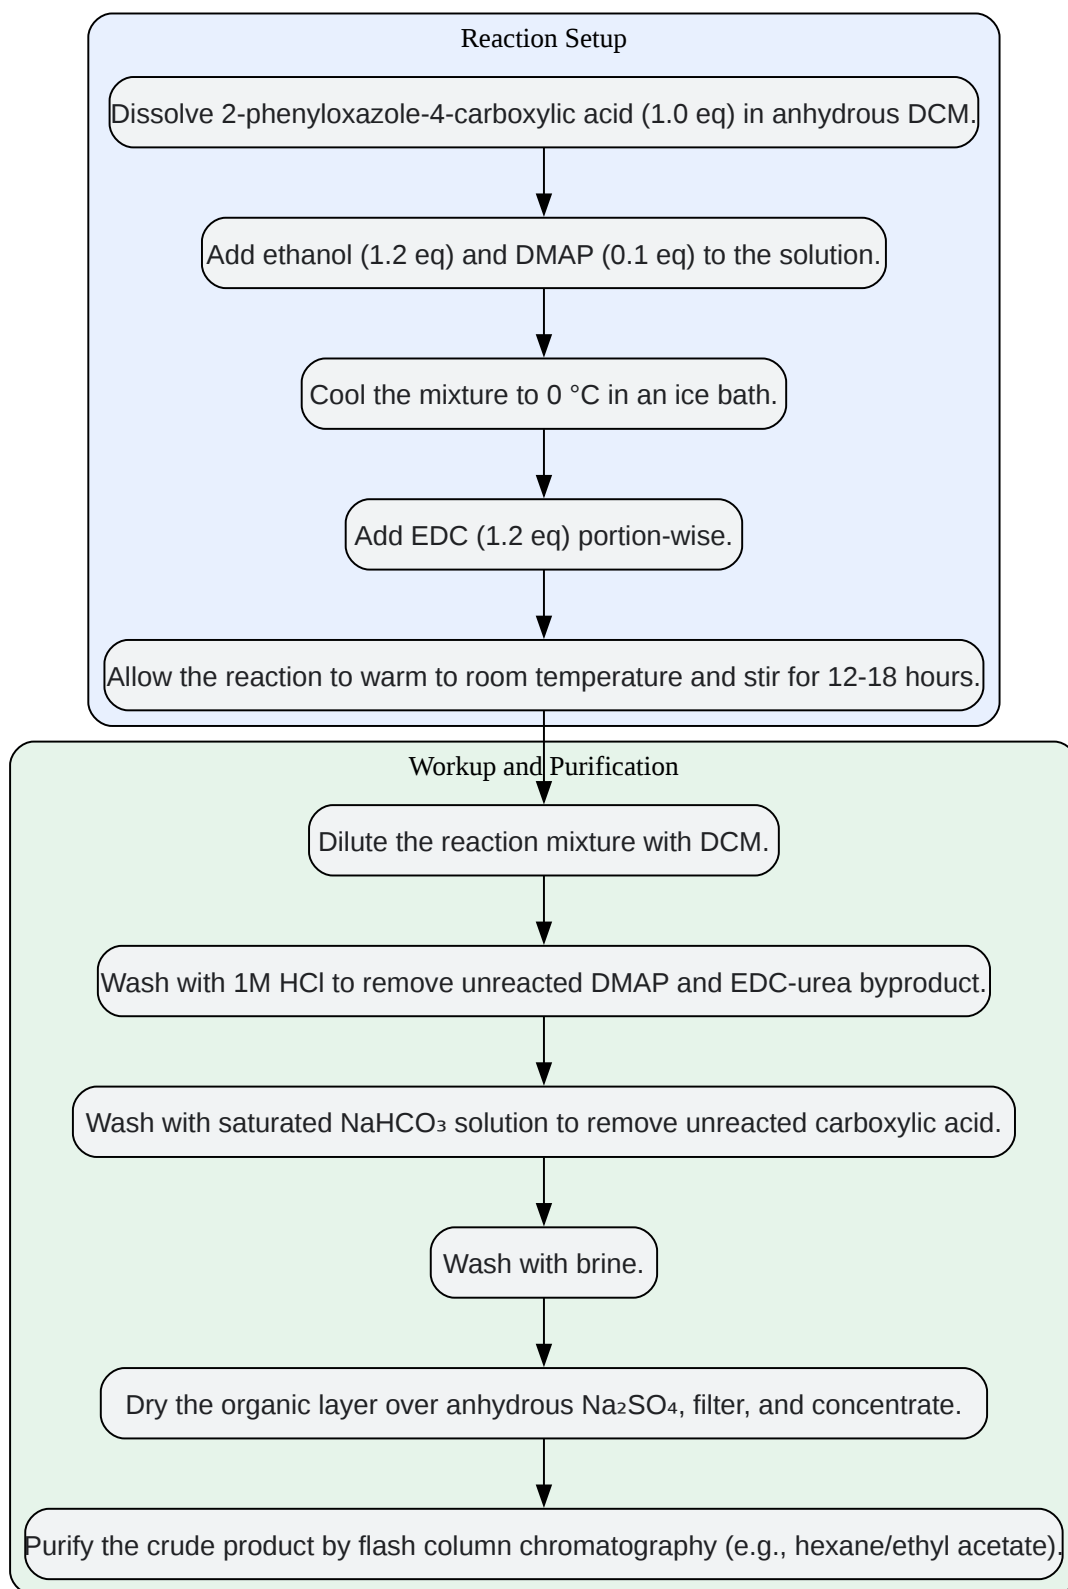 Reaction Setup
Dissolve 2-phenyloxazole-4-carboxylic acid (1.0 eq) in anhydrous DCM.
Add ethanol (1.2 eq) and DMAP (0.1 eq) to the solution.
Cool the mixture to 0 °C in an ice bath.
Add EDC (1.2 eq) portion-wise.
Allow the reaction to warm to room temperature and stir for 12-18 hours.
Workup and Purification
Dilute the reaction mixture with DCM.
Wash with 1M HCl to remove unreacted DMAP and EDC-urea byproduct.
Wash with saturated NaHCO₃ solution to remove unreacted carboxylic acid.
Wash with brine.
Dry the organic layer over anhydrous Na₂SO₄, filter, and concentrate.
Purify the crude product by flash column chromatography (e.g., hexane/ethyl acetate).